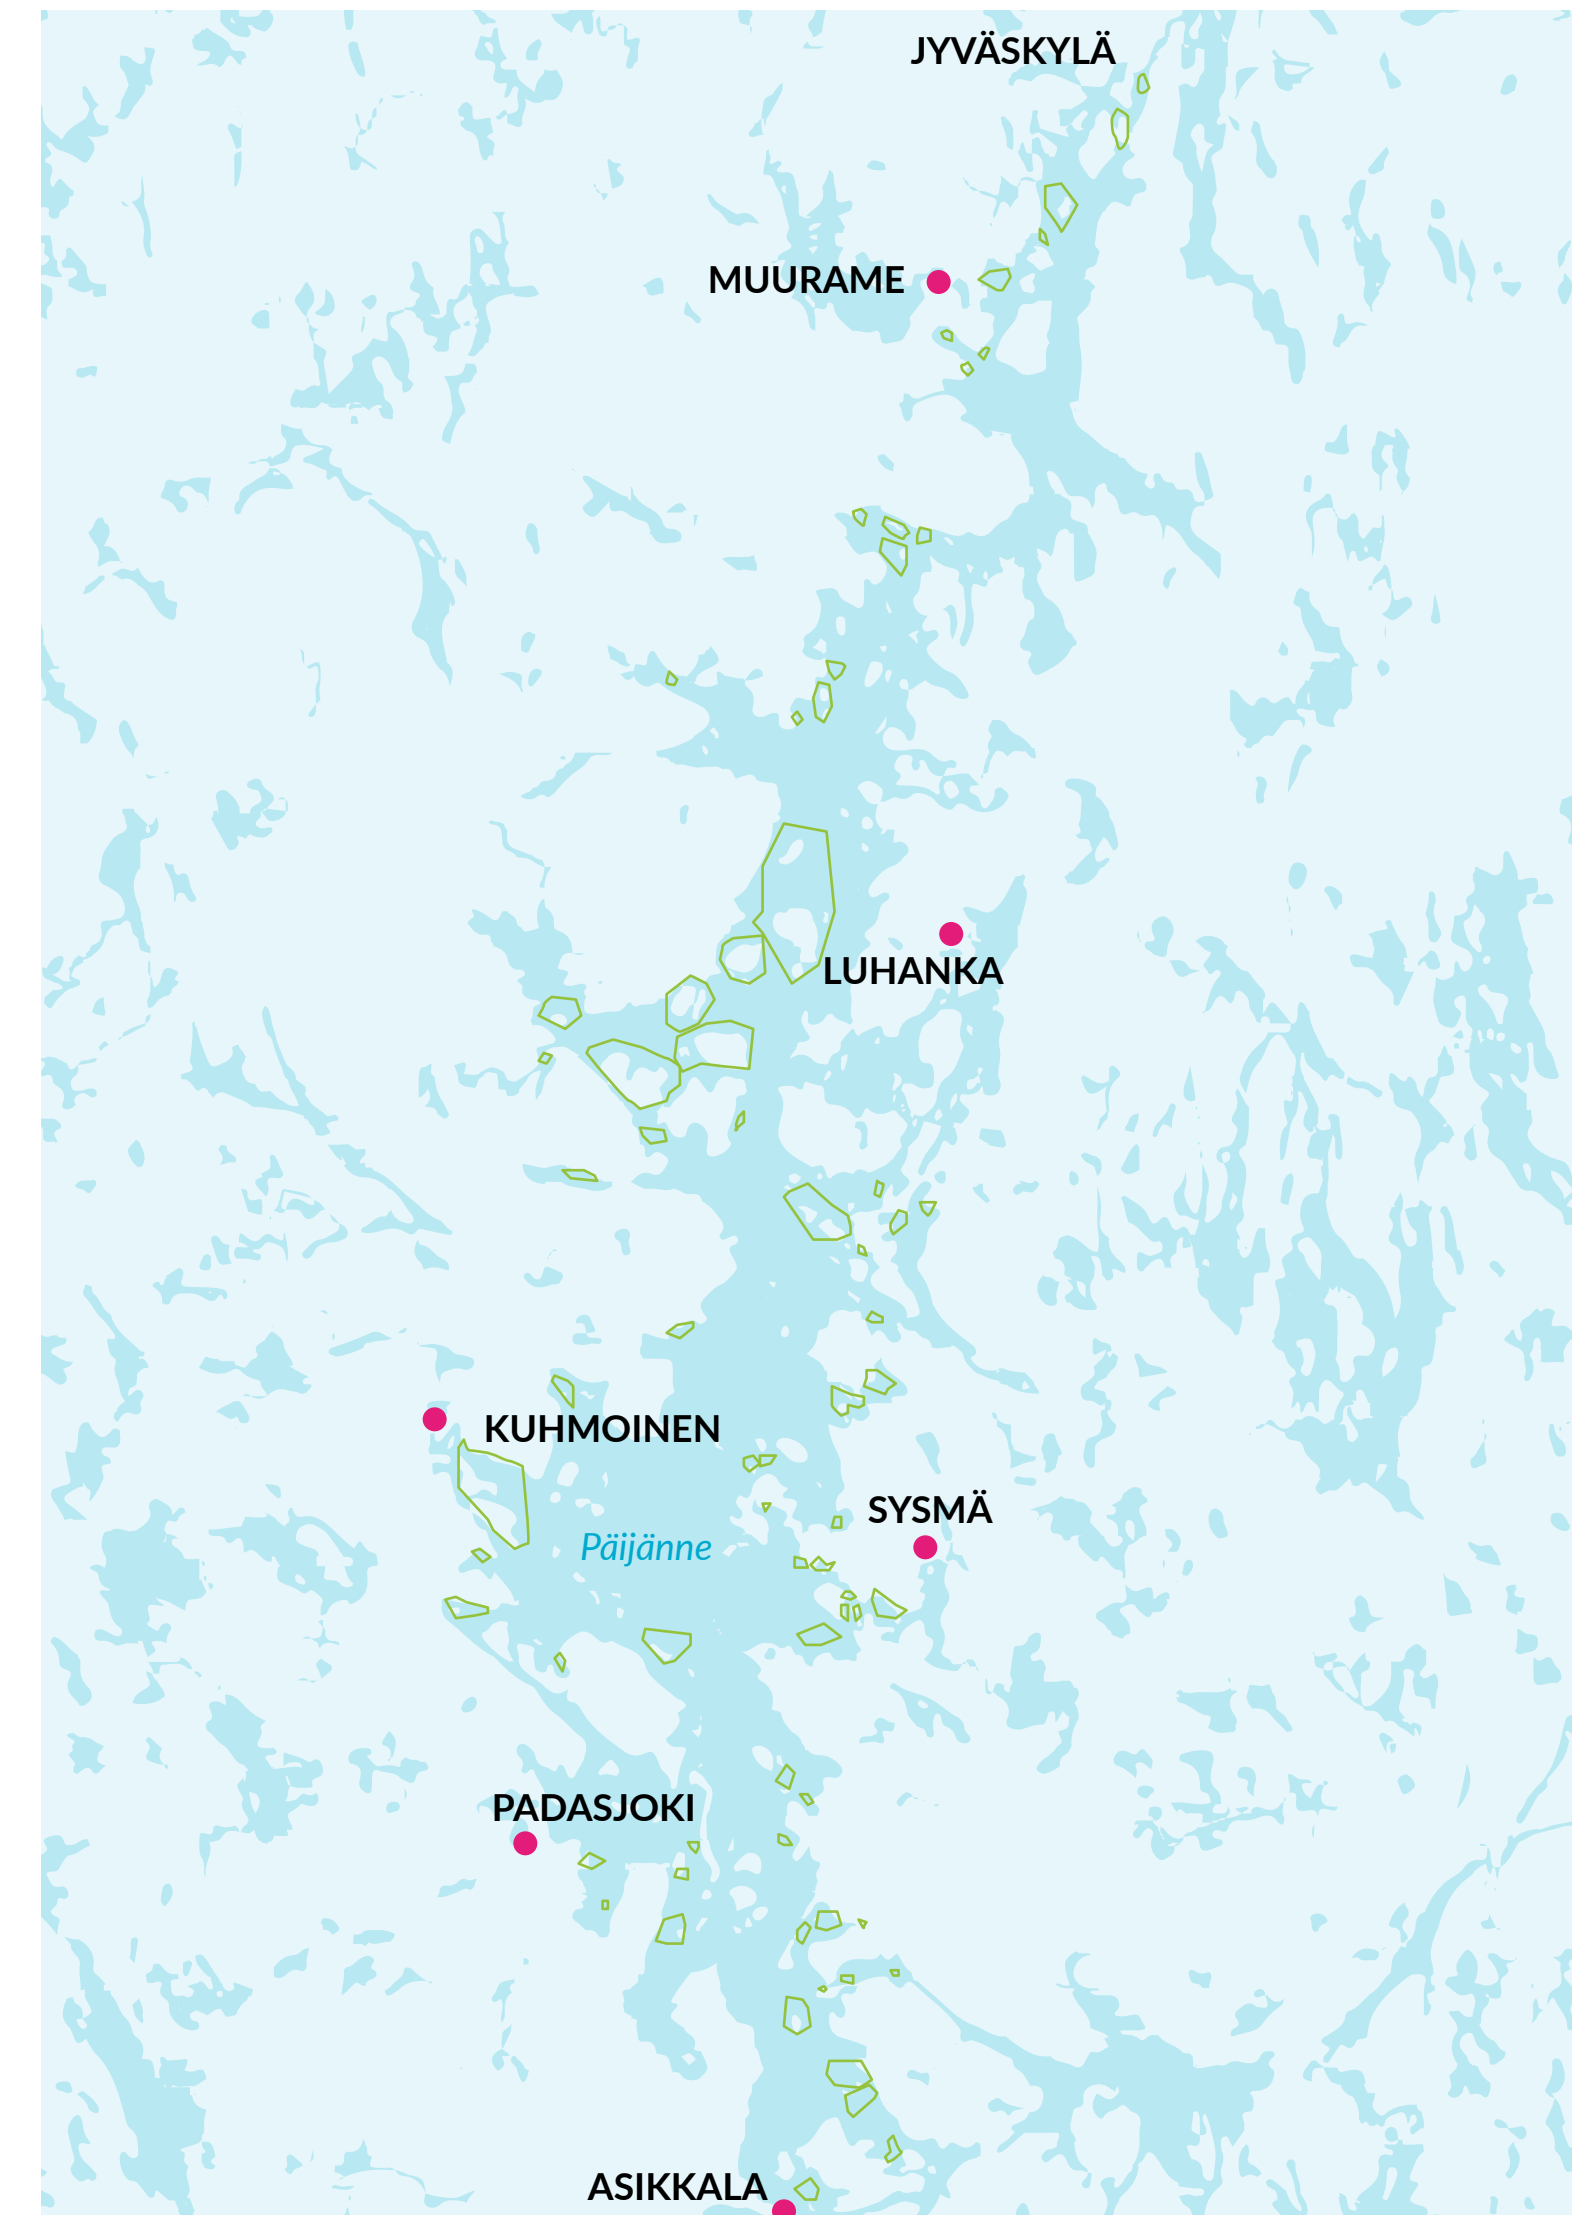 JYVÄSKYLÄ
MUURAME
LUHANKA
KUHMOINEN
SYSMÄ
Päijänne
PADASJOKI
ASIKKALA